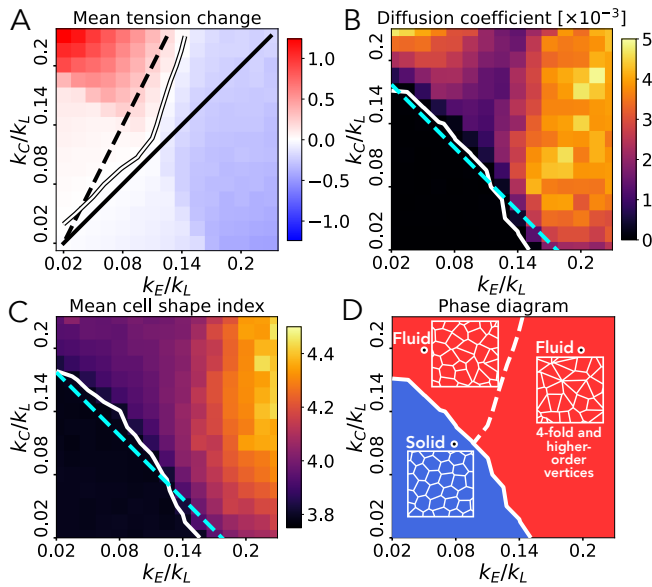 A
Mean tension change
k_C/k_L
0.2
0.14
0.08
0.02
0.02 0.08 0.14 0.2
k_E/k_L
1.0
0.5
0.0
−0.5
−1.0
B
Diffusion coefficient [×10⁻³]
k_C/k_L
0.2
0.14
0.08
0.02
0.02 0.08 0.14 0.2
k_E/k_L
5
4
3
2
1
0
C
Mean cell shape index
k_C/k_L
0.2
0.14
0.08
0.02
0.02 0.08 0.14 0.2
k_E/k_L
4.4
4.2
4.0
3.8
D
Phase diagram
k_C/k_L
0.2
0.14
0.08
0.02
0.02 0.08 0.14 0.2
k_E/k_L
Fluid
Fluid
4-fold and
higher-
order
vertices
Solid